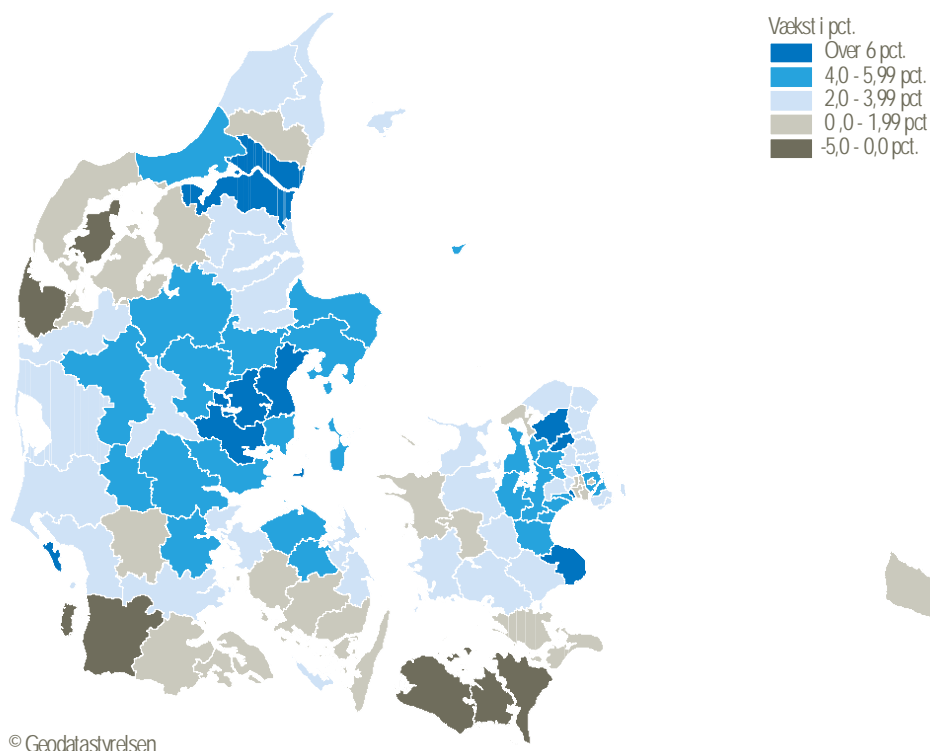 Vækst i pct.
Over 6 pct.
4,0 - 5,99 pct.
2,0 - 3,99 pct
0 ,0 - 1,99 pct
-5,0 - 0,0 pct.
© Geodatastyrelsen